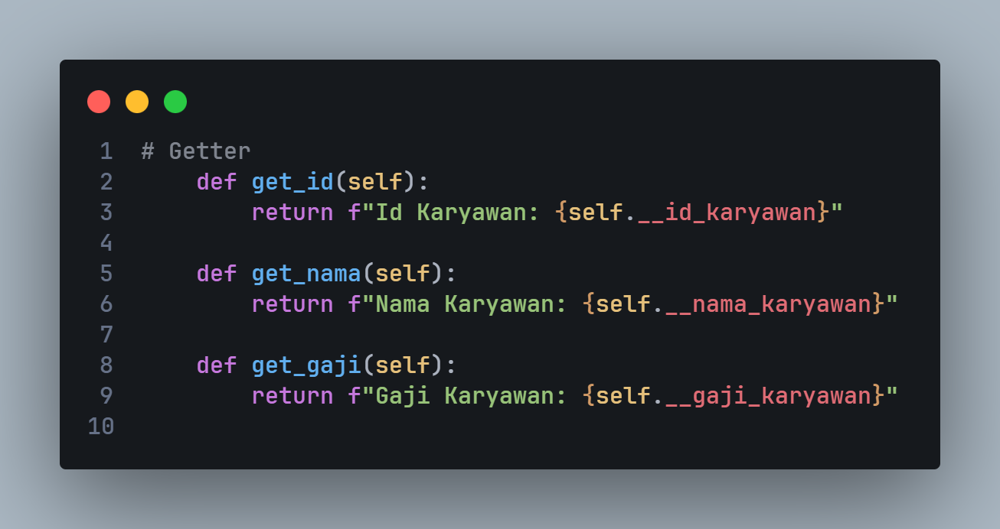 1 # Getter
2     def get_id(self):
3         return f"Id Karyawan: {self.__id_karyawan}"
4
5     def get_nama(self):
6         return f"Nama Karyawan: {self.__nama_karyawan}"
7
8     def get_gaji(self):
9         return f"Gaji Karyawan: {self.__gaji_karyawan}"
10